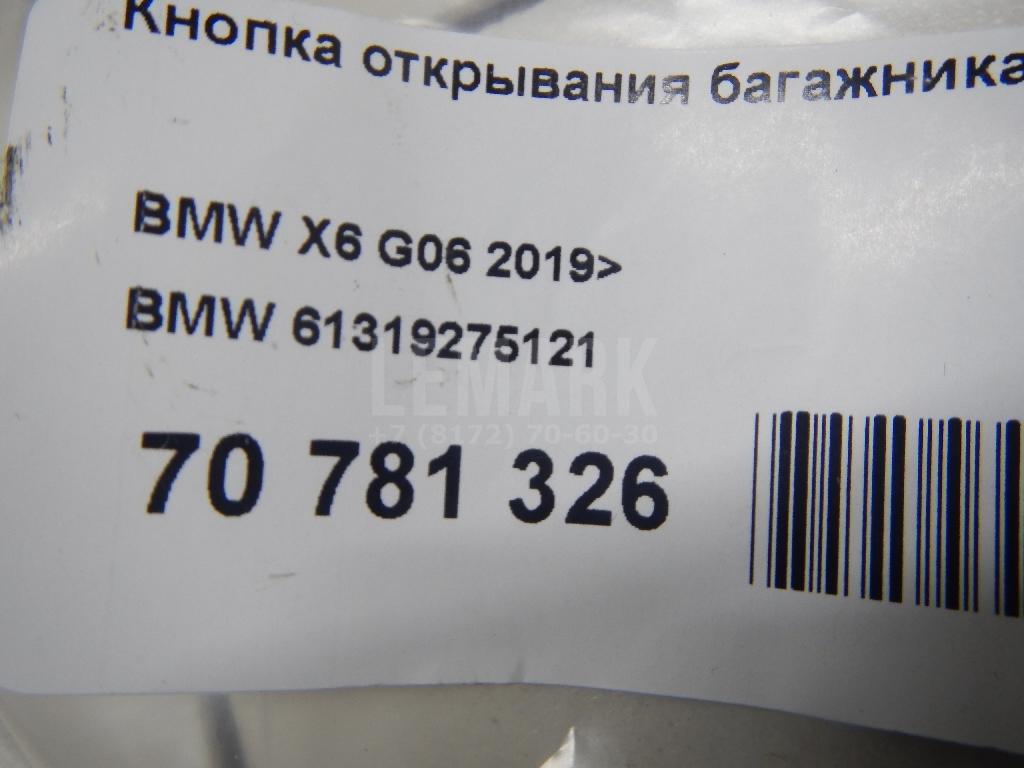 Кнопка открывания багажника
BMW X6 G06 2019>
BMW 61319275121
LEMARK
+7 (8172) 70-60-30
70 781 326